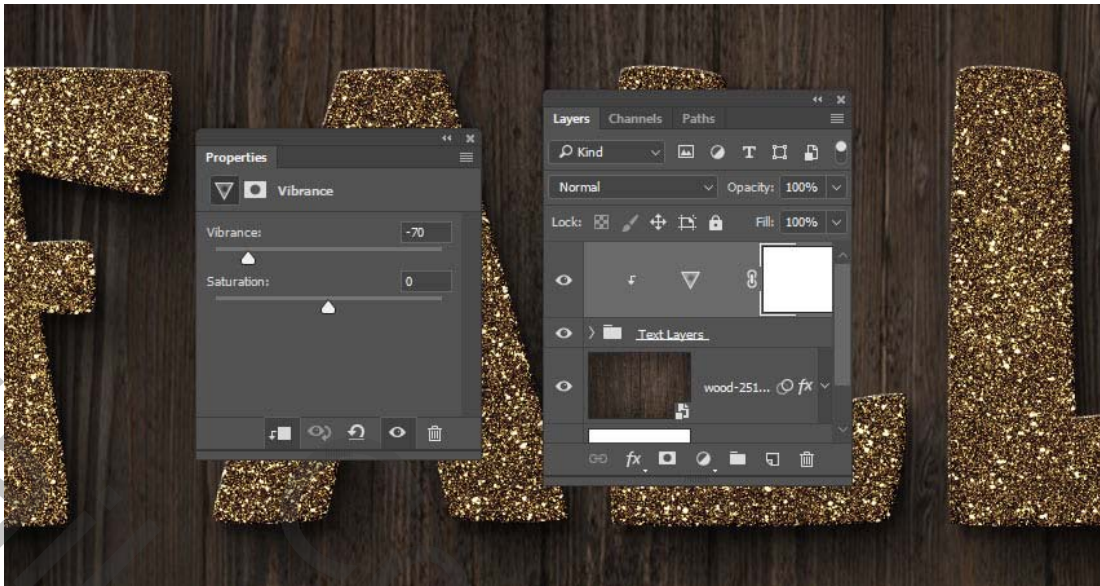 FALL
Properties
Vibrance
Vibrance: -70
Saturation: 0
Layers Channels Paths
Kind
Normal Opacity: 100%
Lock: Fill: 100%
Text Layers
wood-251... fx
fx